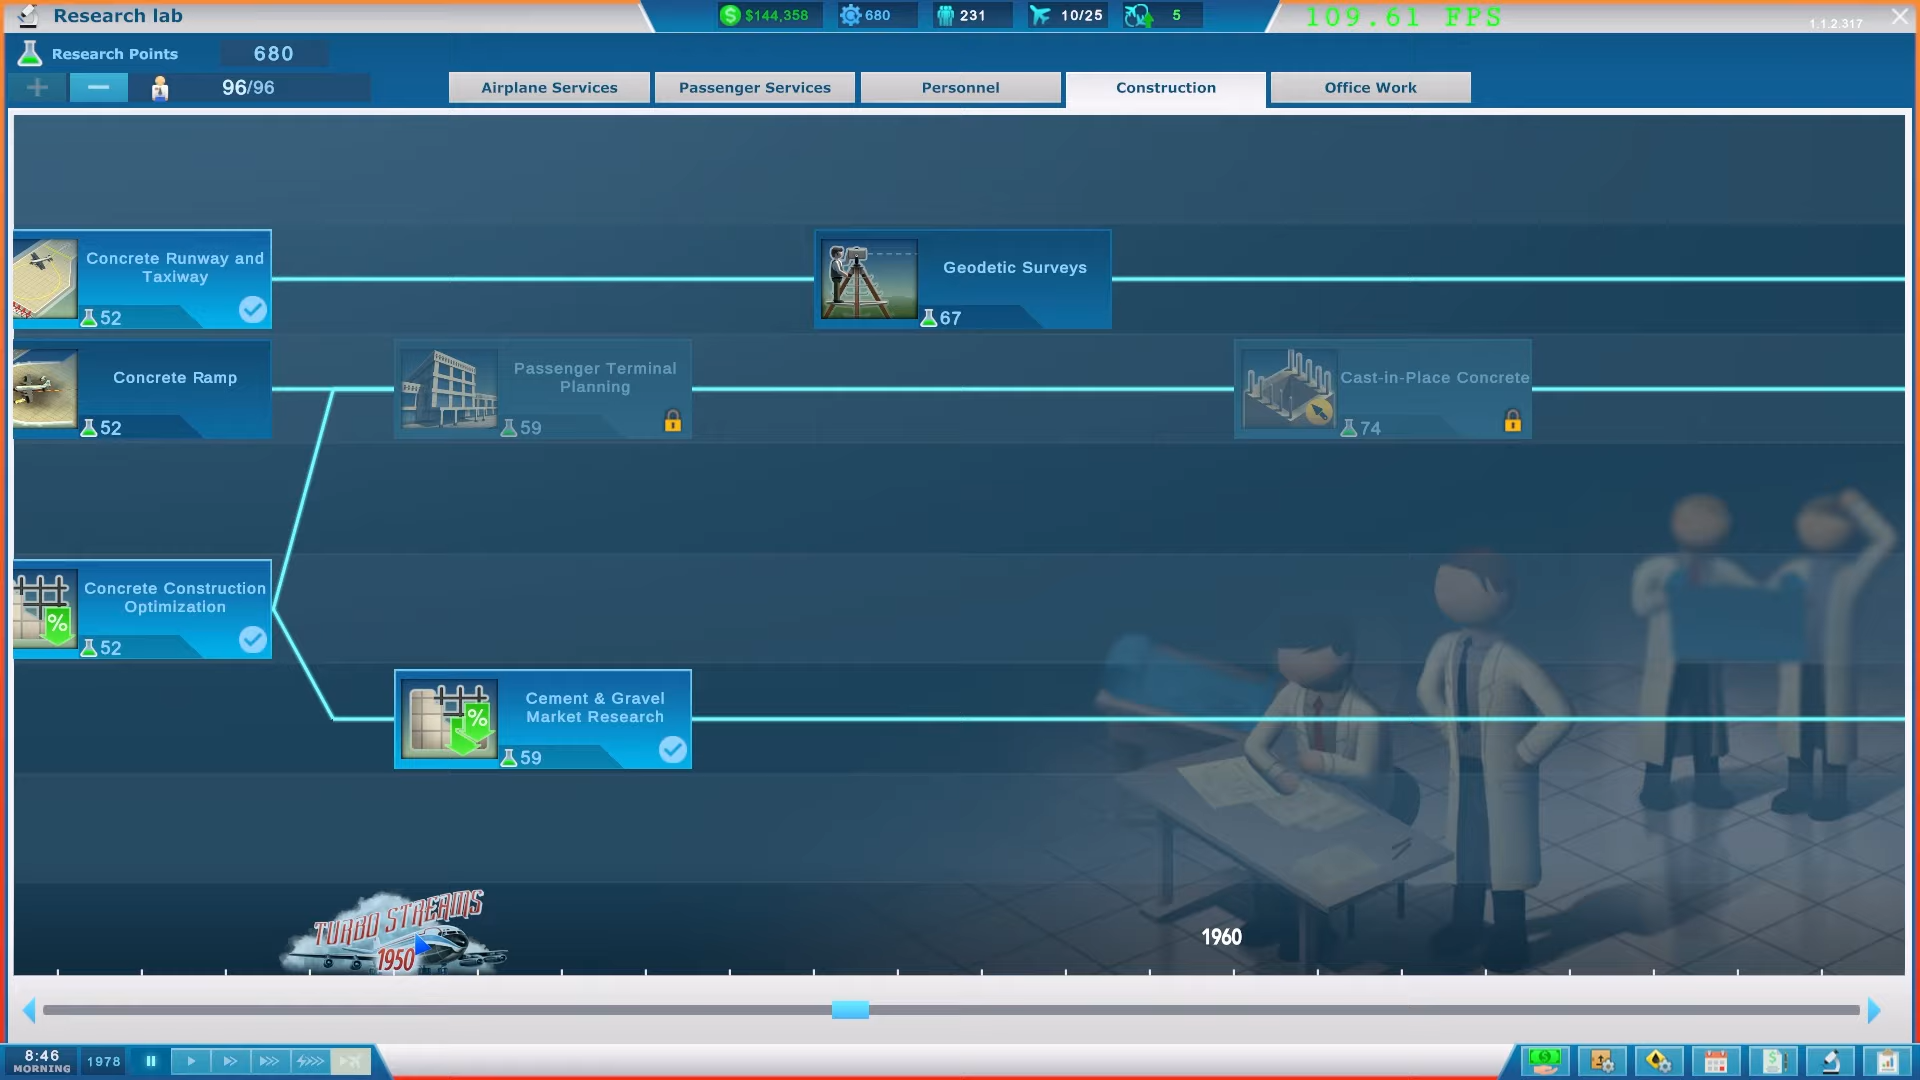 Research lab
$144,358
680
231
10/25
5
109.61 FPS
1.1.2.317
Research Points
680
96/96
Airplane Services
Passenger Services
Personnel
Construction
Office Work
Concrete Runway and
Taxiway
52
Geodetic Surveys
67
Concrete Ramp
52
Passenger Terminal
Planning
59
Cast-in-Place Concrete
74
Concrete Construction
Optimization
%
52
Cement & Gravel
Market Research
%
59
TURBO STREAMS
1950
1960
8:46
MORNING
1978